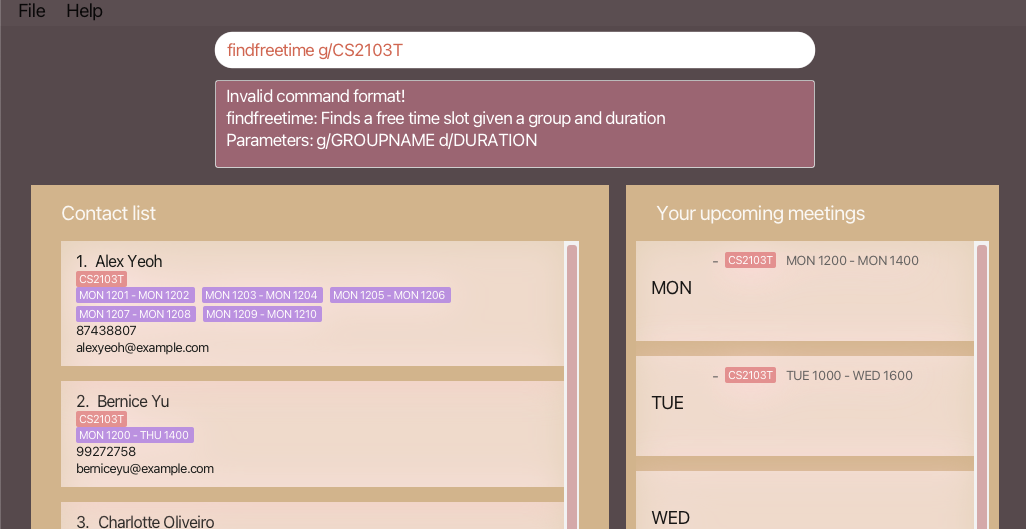 File Help
findfreetime g/CS2103T
Invalid command format!
findfreetime: Finds a free time slot given a group and duration
Parameters: g/GROUPNAME d/DURATION
Contact list
1. Alex Yeoh
CS2103T
MON 1201 - MON 1202 MON 1203 - MON 1204 MON 1205 - MON 1206
MON 1207 - MON 1208 MON 1209 - MON 1210
87438807
alexyeoh@example.com
2. Bernice Yu
CS2103T
MON 1200 - THU 1400
99272758
berniceyu@example.com
3. Charlotte Oliveiro
Your upcoming meetings
- CS2103T MON 1200 - MON 1400
MON
- CS2103T TUE 1000 - WED 1600
TUE
WED